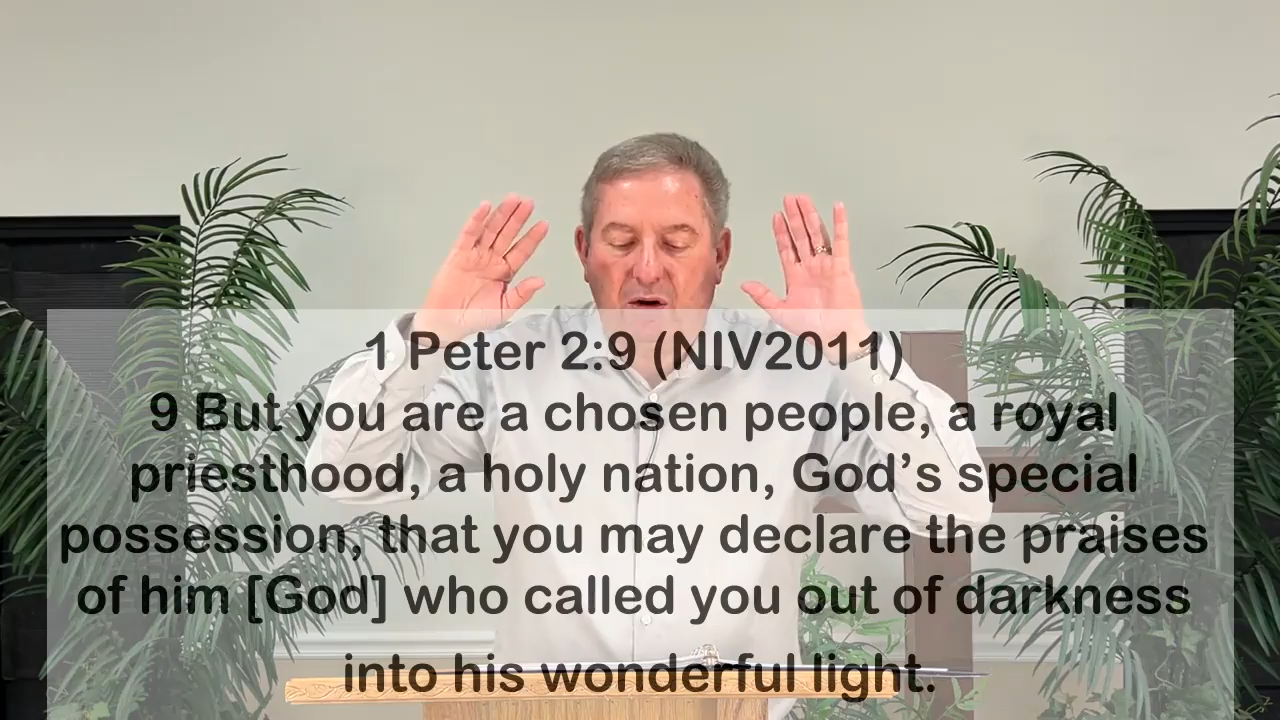 1 Peter 2:9 (NIV2011)
9 But you are a chosen people, a royal
priesthood, a holy nation, God’s special
possession, that you may declare the praises
of him [God] who called you out of darkness
into his wonderful light.